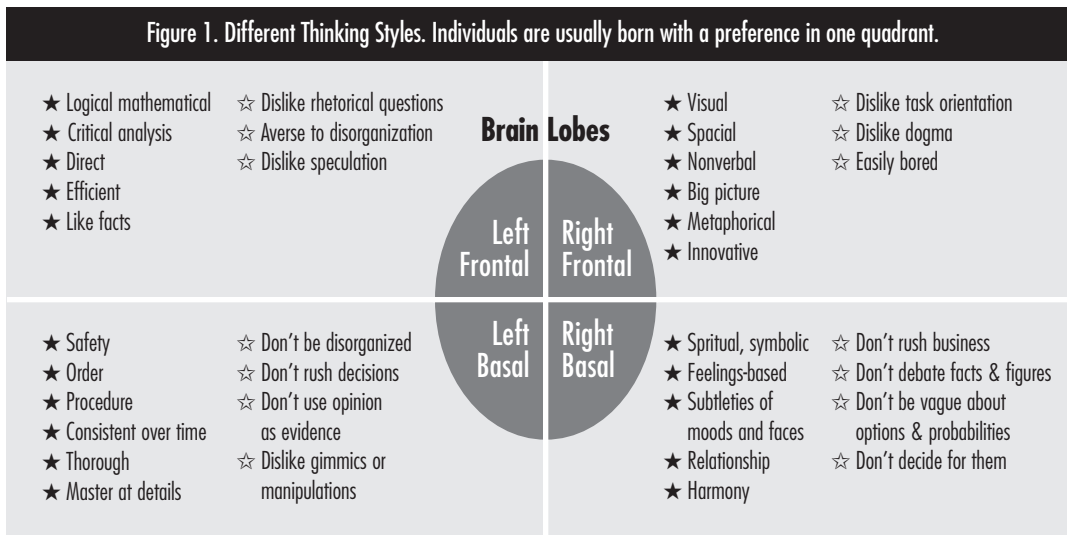 Figure 1. Different Thinking Styles. Individuals are usually born with a preference in one quadrant.
★ Logical mathematical
★ Critical analysis
★ Direct
★ Efficient
★ Like facts
☆ Dislike rhetorical questions
☆ Averse to disorganization
☆ Dislike speculation
Brain Lobes
★ Visual
★ Spacial
★ Nonverbal
★ Big picture
★ Metaphorical
★ Innovative
☆ Dislike task orientation
☆ Dislike dogma
☆ Easily bored
Left
Frontal
Right
Frontal
Left
Basal
Right
Basal
★ Safety
★ Order
★ Procedure
★ Consistent over time
★ Thorough
★ Master at details
☆ Don't be disorganized
☆ Don't rush decisions
☆ Don't use opinion
as evidence
☆ Dislike gimmics or
manipulations
★ Spritual, symbolic
★ Feelings-based
★ Subtleties of
moods and faces
★ Relationship
★ Harmony
☆ Don't rush business
☆ Don't debate facts & figures
☆ Don't be vague about
options & probabilities
☆ Don't decide for them